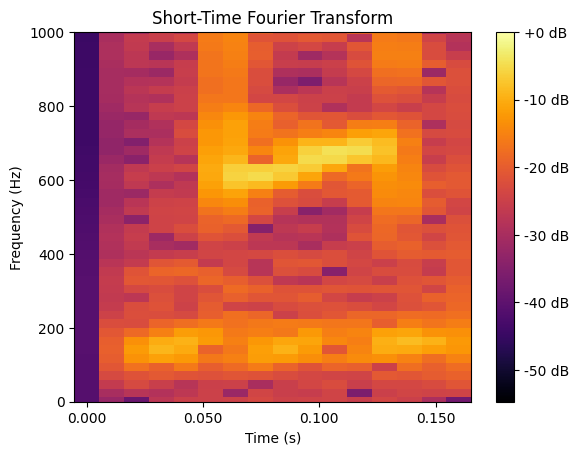 Short-Time Fourier Transform
1000
800
600
400
200
0
Frequency (Hz)
0.000
0.050
0.100
0.150
Time (s)
+0 dB
-10 dB
-20 dB
-30 dB
-40 dB
-50 dB